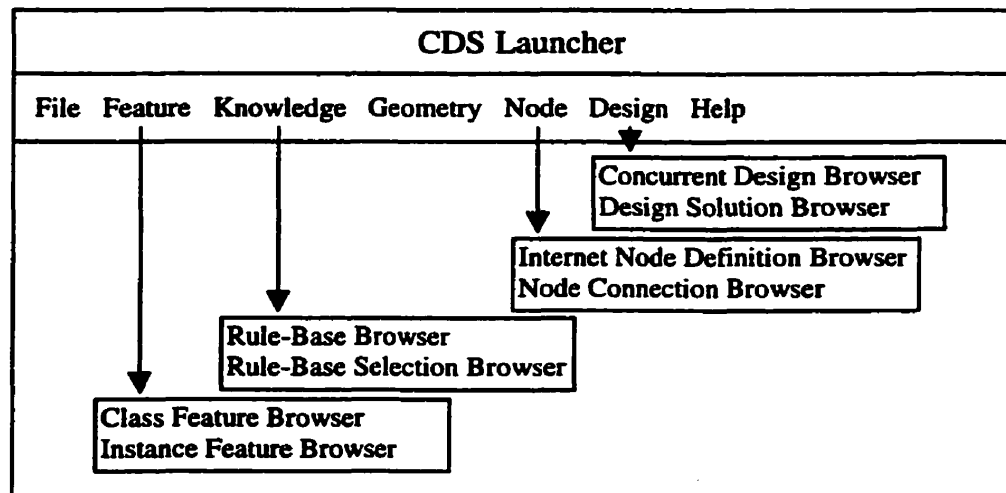 CDS Launcher
File Feature Knowledge Geometry Node Design Help
Concurrent Design Browser
Design Solution Browser
Internet Node Definition Browser
Node Connection Browser
Rule-Base Browser
Rule-Base Selection Browser
Class Feature Browser
Instance Feature Browser